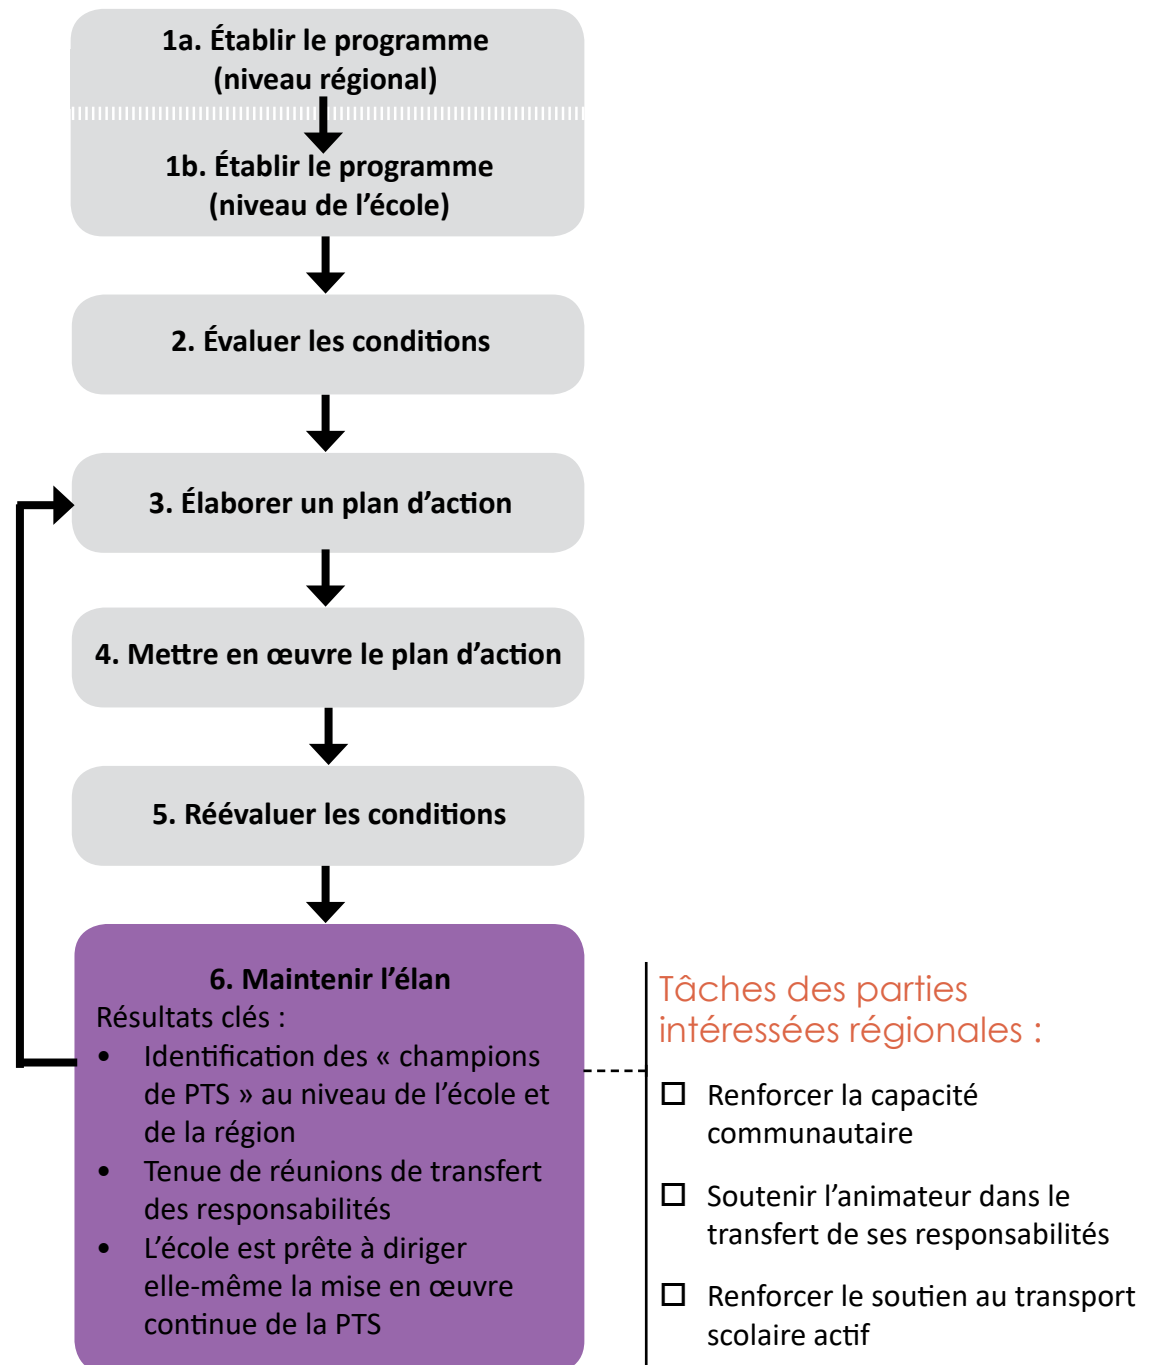 1a. Établir le programme
(niveau régional)
1b. Établir le programme
(niveau de l’école)
2. Évaluer les conditions
3. Élaborer un plan d’action
4. Mettre en œuvre le plan d’action
5. Réévaluer les conditions
6. Maintenir l’élan
Résultats clés :
• Identification des « champions
de PTS » au niveau de l’école et
de la région
• Tenue de réunions de transfert
des responsabilités
• L’école est prête à diriger
elle-même la mise en œuvre
continue de la PTS
Tâches des parties
intéressées régionales :
☐ Renforcer la capacité
communautaire
☐ Soutenir l’animateur dans le
transfert de ses responsabilités
☐ Renforcer le soutien au transport
scolaire actif